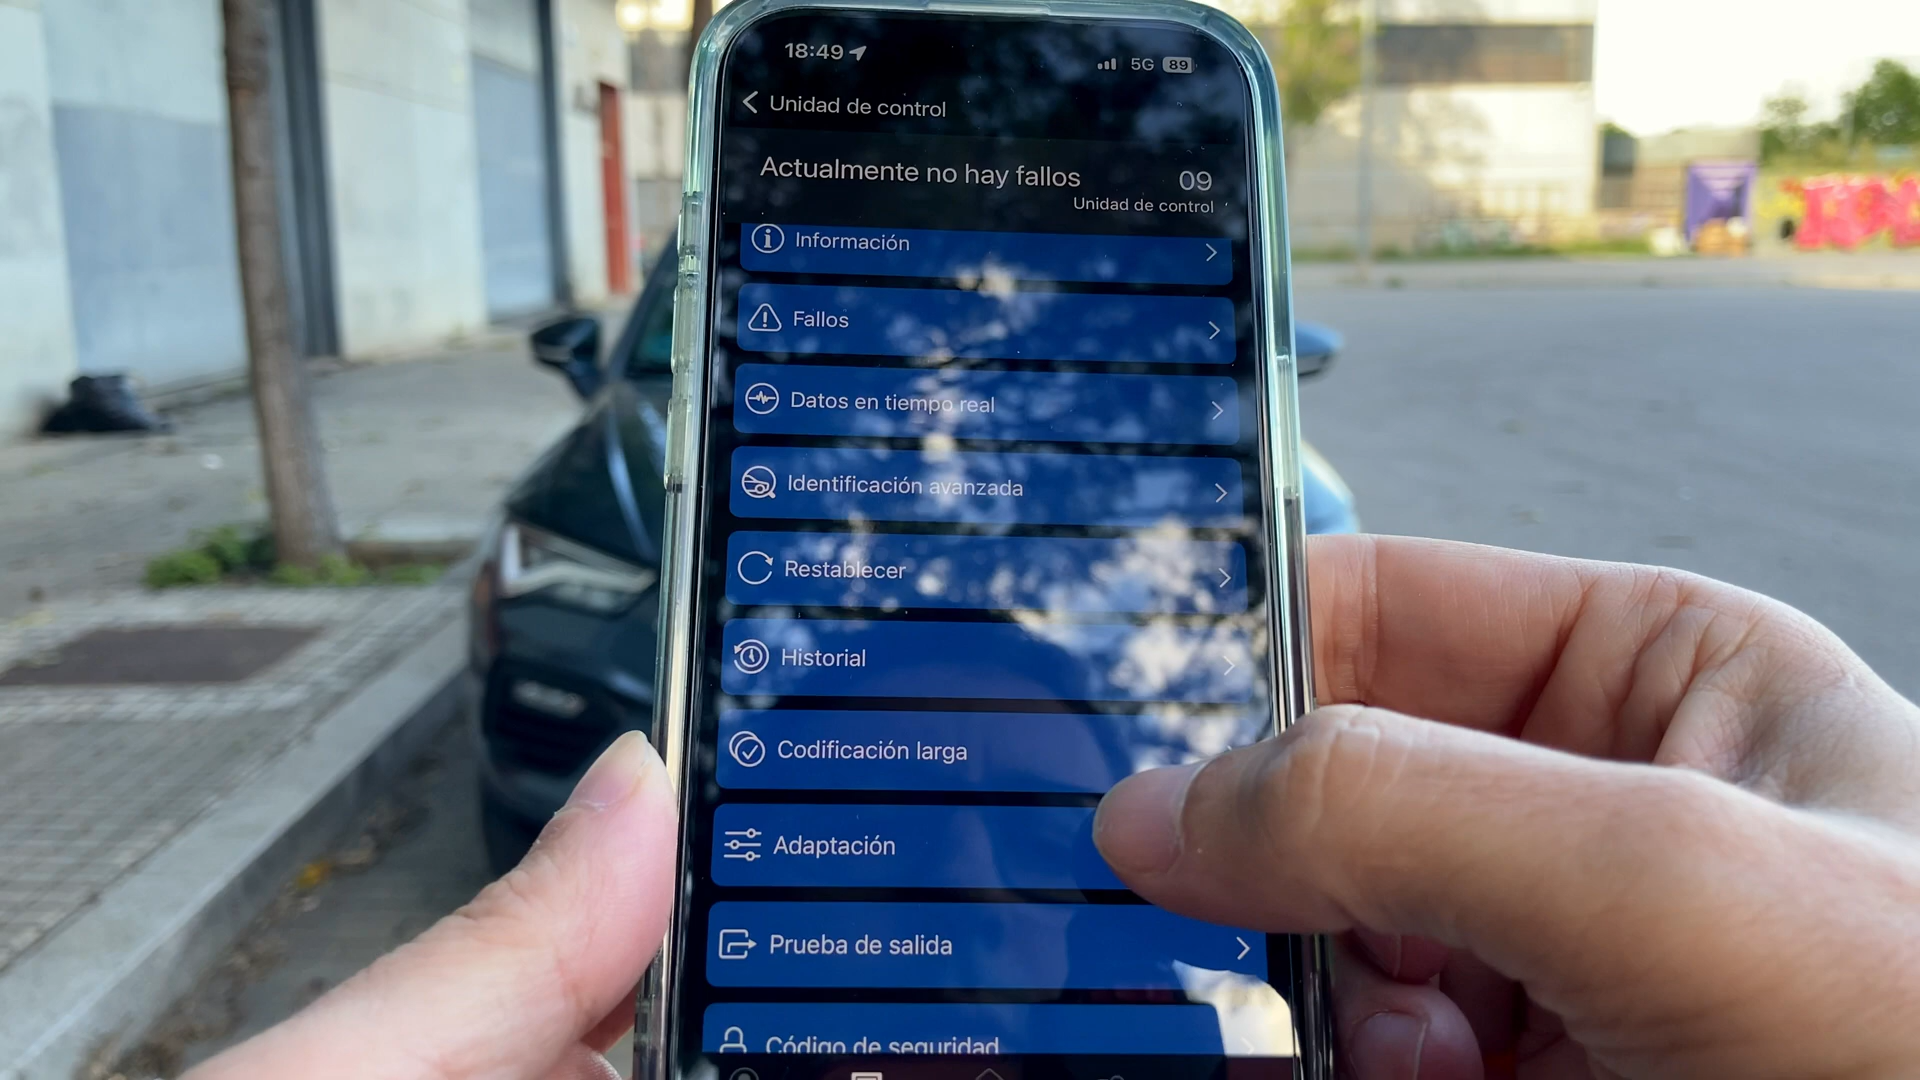 18:49
5G 89
Unidad de control
Actualmente no hay fallos
09
Unidad de control
Información
Fallos
Datos en tiempo real
Identificación avanzada
Restablecer
Historial
Codificación larga
Adaptación
Prueba de salida
Código de seguridad